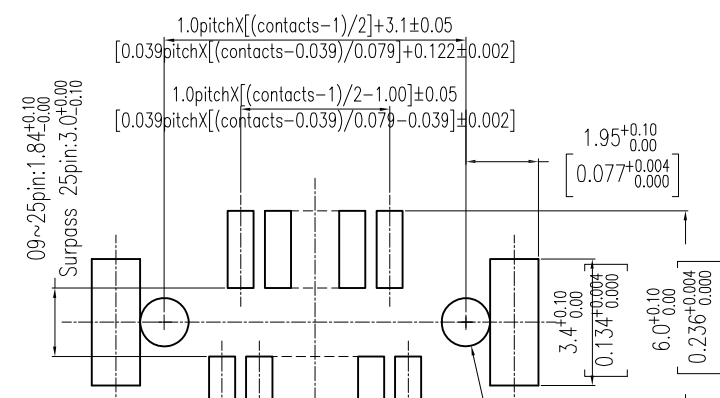 1.0pitchX[(contacts-1)/2]+3.1±0.05
[0.039pitchX[(contacts-0.039)/0.079]+0.122±0.002]
1.0pitchX[(contacts-1)/2-1.00]±0.05
[0.039pitchX[(contacts-0.039)/0.079-0.039]±0.002]
09~25pin:1.84+0.10 -0.00
Surpass 25pin:3.0+0.00 -0.10
1.95+0.10 0.00
[0.077+0.004 0.000]
3.4+0.10 0.00
[0.134+0.004 0.000]
6.0+0.10 0.00
[0.236+0.004 0.000]